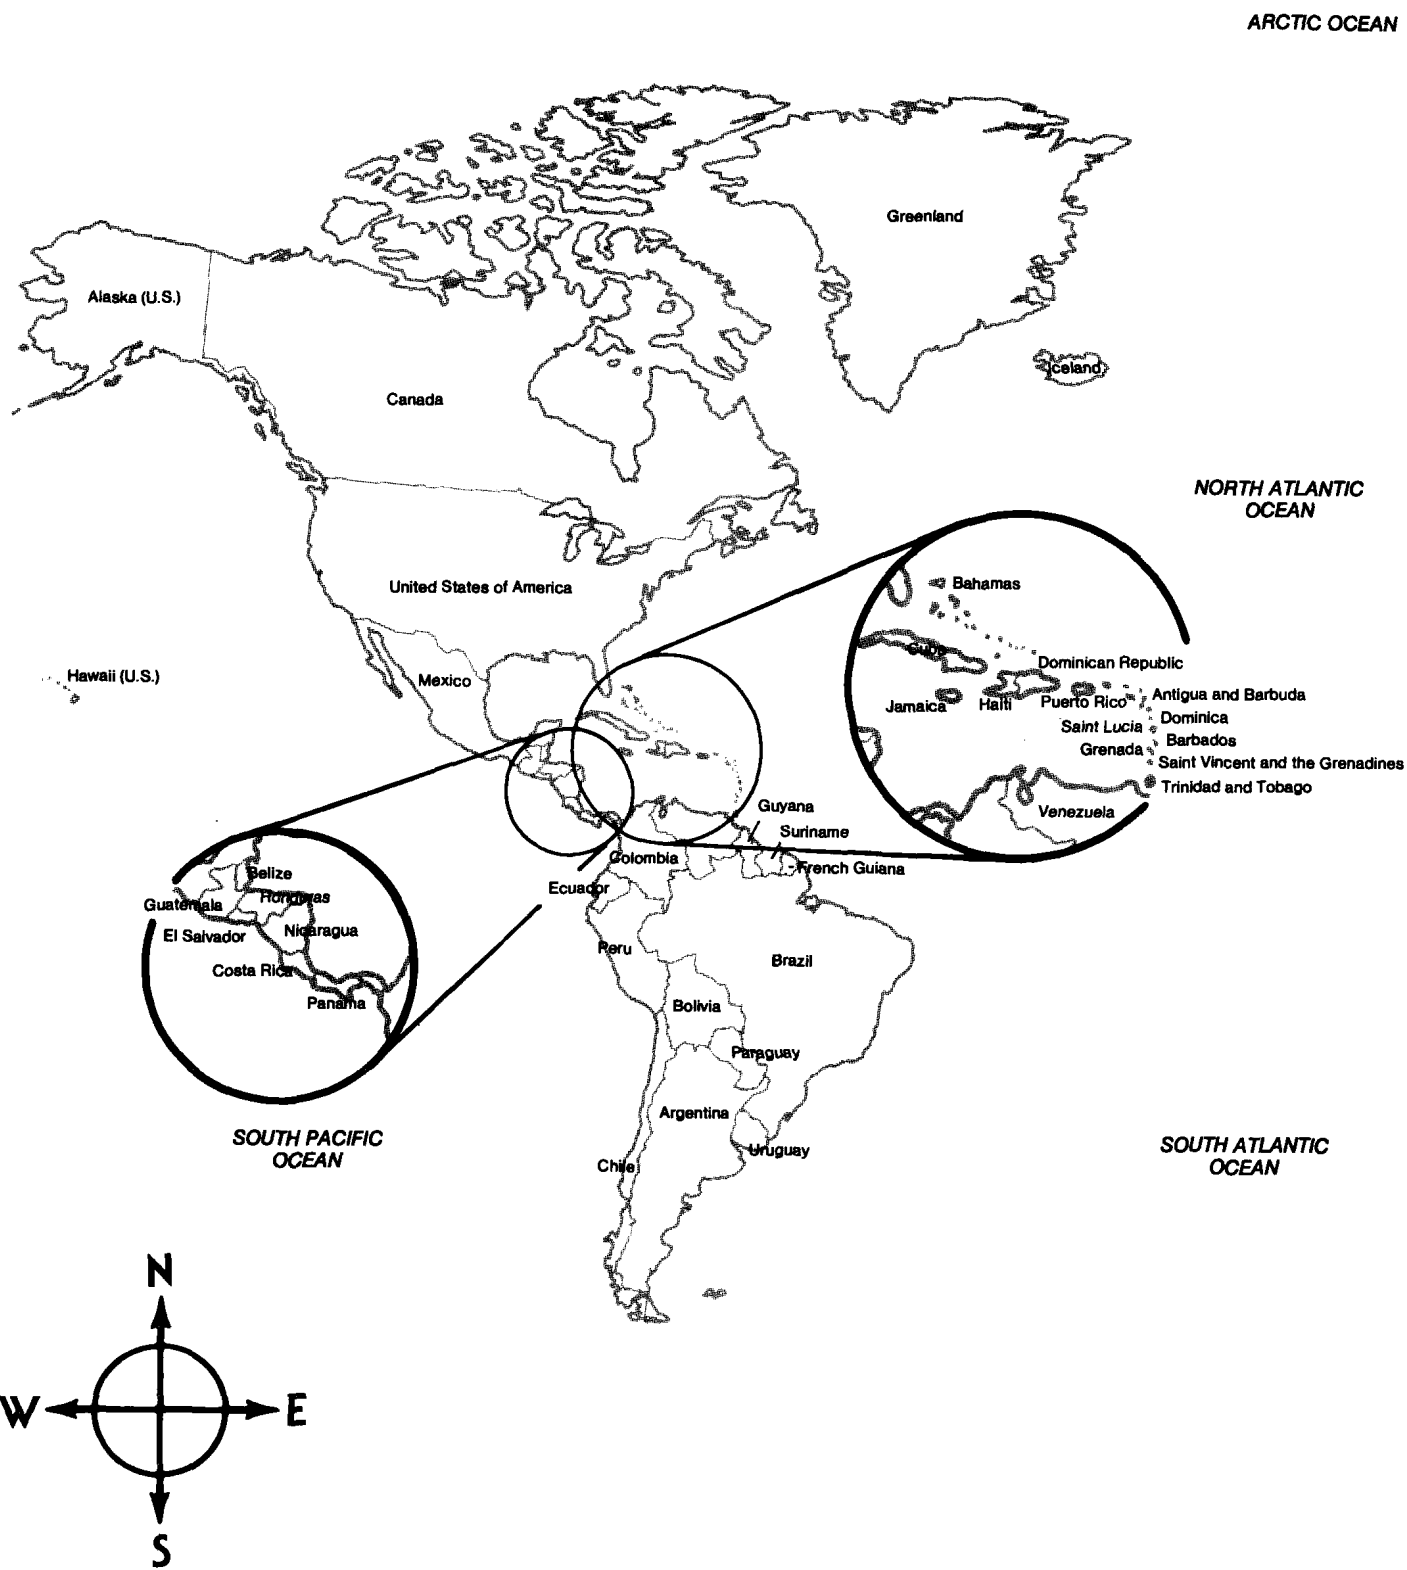 ARCTIC OCEAN
Greenland
Alaska (U.S.)
Iceland
Canada
NORTH ATLANTIC
OCEAN
United States of America
Bahamas
Cuba
Dominican Republic
Hawaii (U.S.)
Mexico
Jamaica
Haiti
Puerto Rico
Antigua and Barbuda
Dominica
Saint Lucia
Barbados
Grenada
Saint Vincent and the Grenadines
Trinidad and Tobago
Venezuela
Guyana
Suriname
Colombia
French Guiana
Ecuador
Belize
Honduras
Guatemala
El Salvador
Nicaragua
Costa Rica
Panama
Peru
Brazil
Bolivia
Paraguay
Argentina
Uruguay
Chile
SOUTH PACIFIC
OCEAN
SOUTH ATLANTIC
OCEAN
N
W
E
S